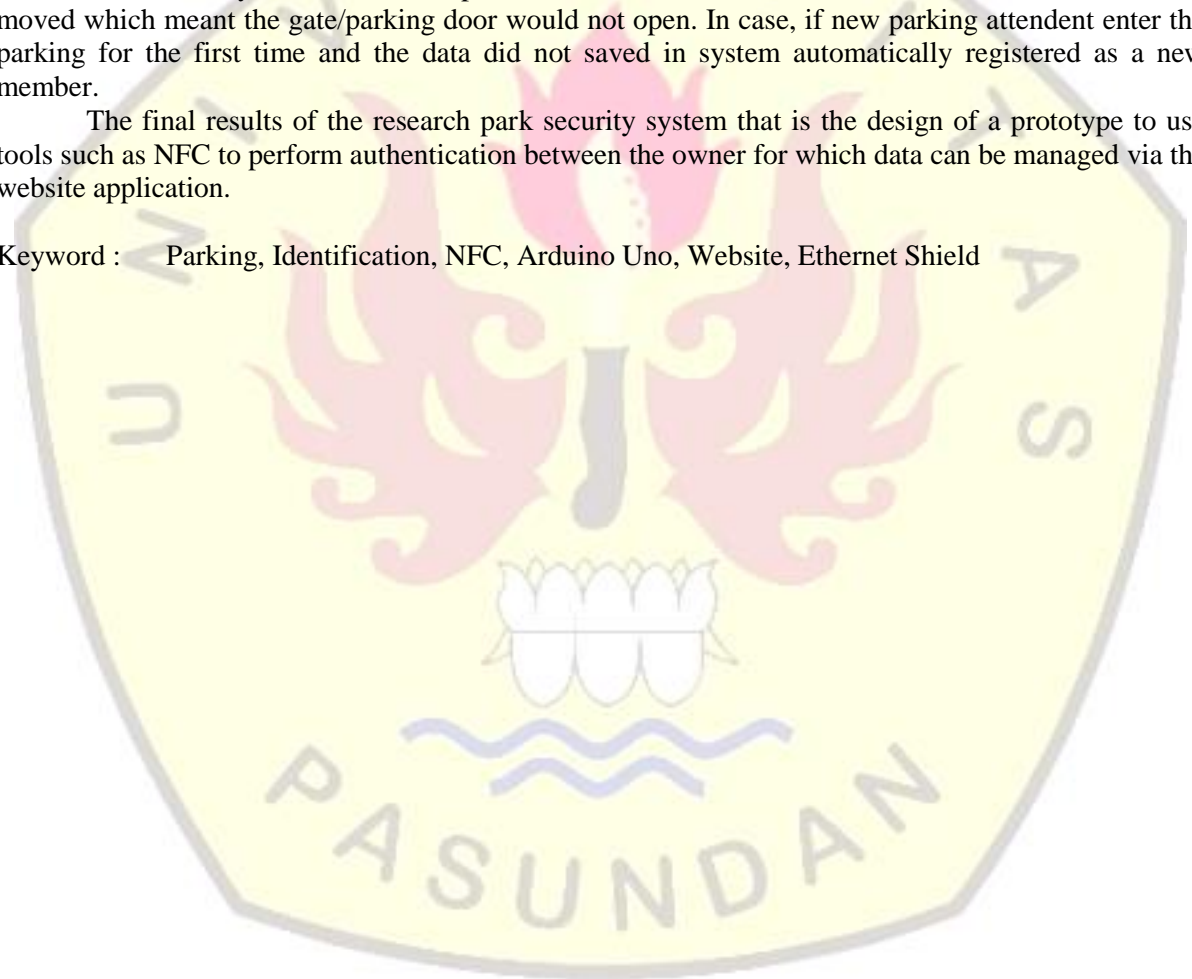 moved which meant the gate/parking door would not open. In case, if new parking attendent enter
parking for the first time and the data did not saved in system automatically registered as a
member.
The final results of the research park security system that is the design of a prototype to
tools such as NFC to perform authentication between the owner for which data can be managed via
website application.
Keyword : Parking, Identification, NFC, Arduino Uno, Website, Ethernet Shield
UNIVERSITAS
PASUNDAN